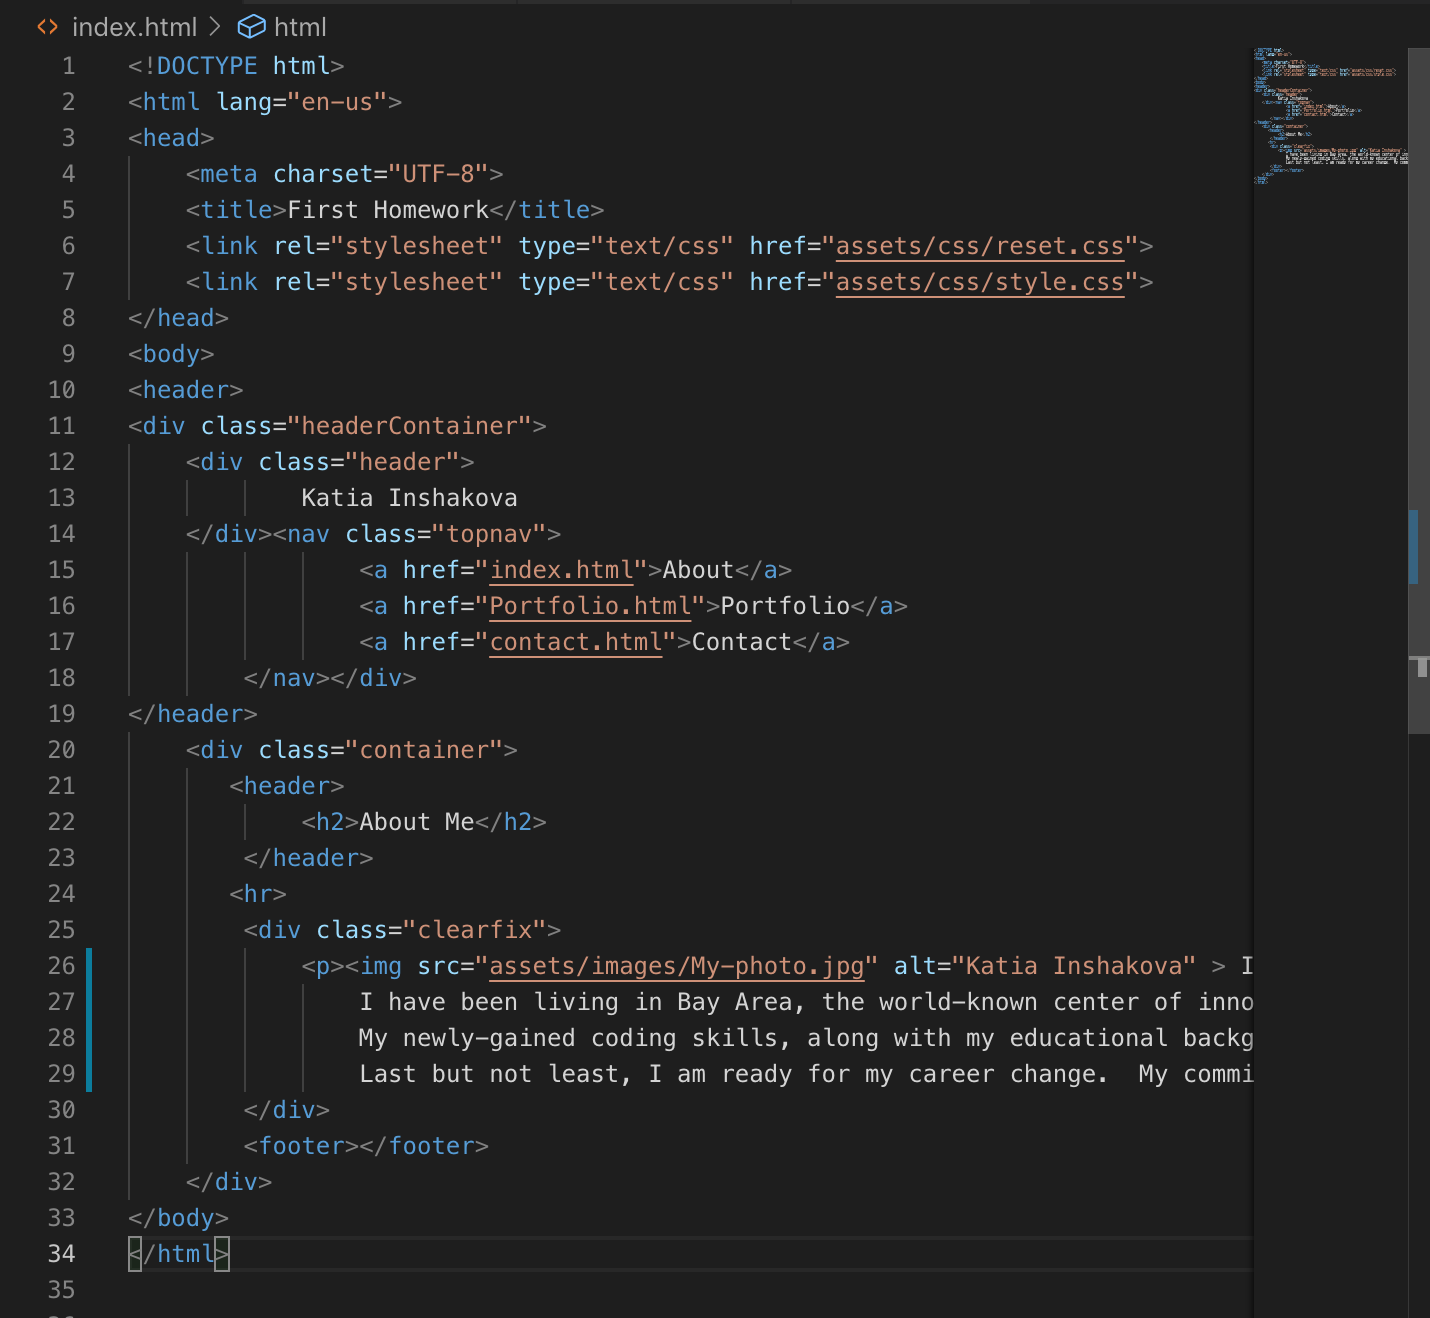 index.html > html
1 <!DOCTYPE html>
2 <html lang="en-us">
3 <head>
4     <meta charset="UTF-8">
5     <title>First Homework</title>
6     <link rel="stylesheet" type="text/css" href="assets/css/reset.css">
7     <link rel="stylesheet" type="text/css" href="assets/css/style.css">
8 </head>
9 <body>
10 <header>
11 <div class="headerContainer">
12     <div class="header">
13             Katia Inshakova
14     </div><nav class="topnav">
15                 <a href="index.html">About</a>
16                 <a href="Portfolio.html">Portfolio</a>
17                 <a href="contact.html">Contact</a>
18         </nav></div>
19 </header>
20     <div class="container">
21        <header>
22             <h2>About Me</h2>
23         </header>
24        <hr>
25         <div class="clearfix">
26             <p><img src="assets/images/My-photo.jpg" alt="Katia Inshakova" > I
27                 I have been living in Bay Area, the world-known center of inno
28                 My newly-gained coding skills, along with my educational backg
29                 Last but not least, I am ready for my career change.  My commi
30         </div>
31         <footer></footer>
32     </div>
33 </body>
34 </html>
35